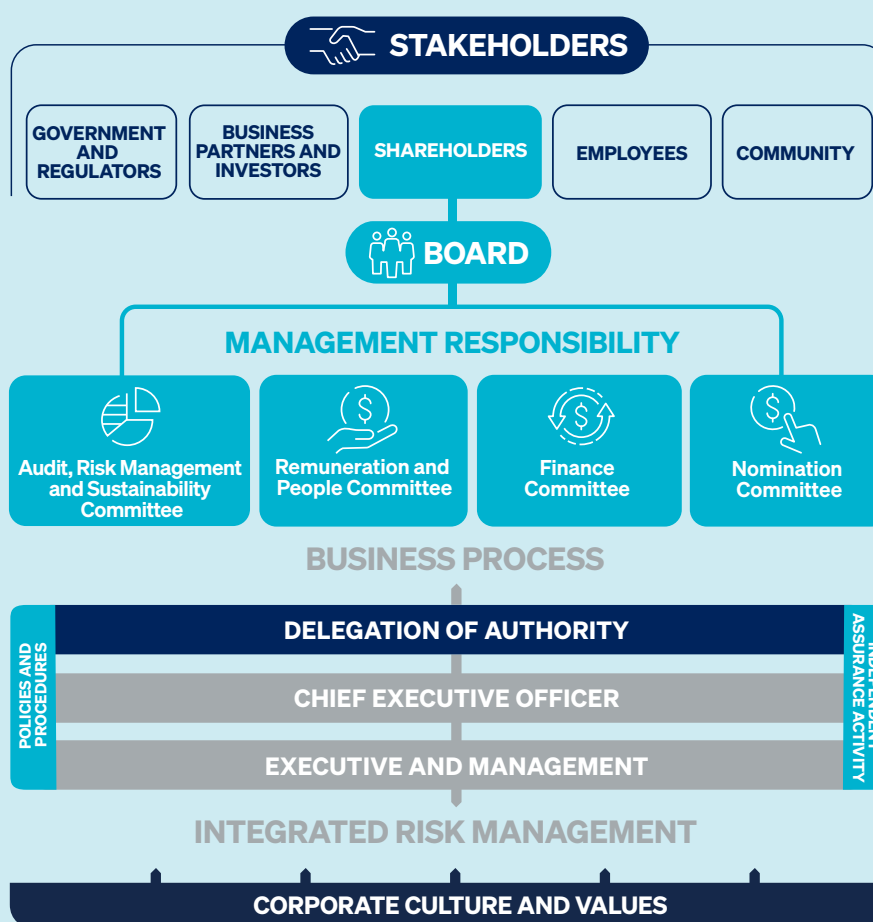 STAKEHOLDERS
GOVERNMENT
AND
REGULATORS
BUSINESS
PARTNERS AND
INVESTORS
SHAREHOLDERS
EMPLOYEES
COMMUNITY
BOARD
MANAGEMENT RESPONSIBILITY
Audit, Risk Management
and Sustainability
Committee
Remuneration and
People Committee
Finance
Committee
Nomination
Committee
BUSINESS PROCESS
POLICIES AND
PROCEDURES
DELEGATION OF AUTHORITY
CHIEF EXECUTIVE OFFICER
EXECUTIVE AND MANAGEMENT
INDEPENDENT
ASSURANCE ACTIVITY
INTEGRATED RISK MANAGEMENT
CORPORATE CULTURE AND VALUES